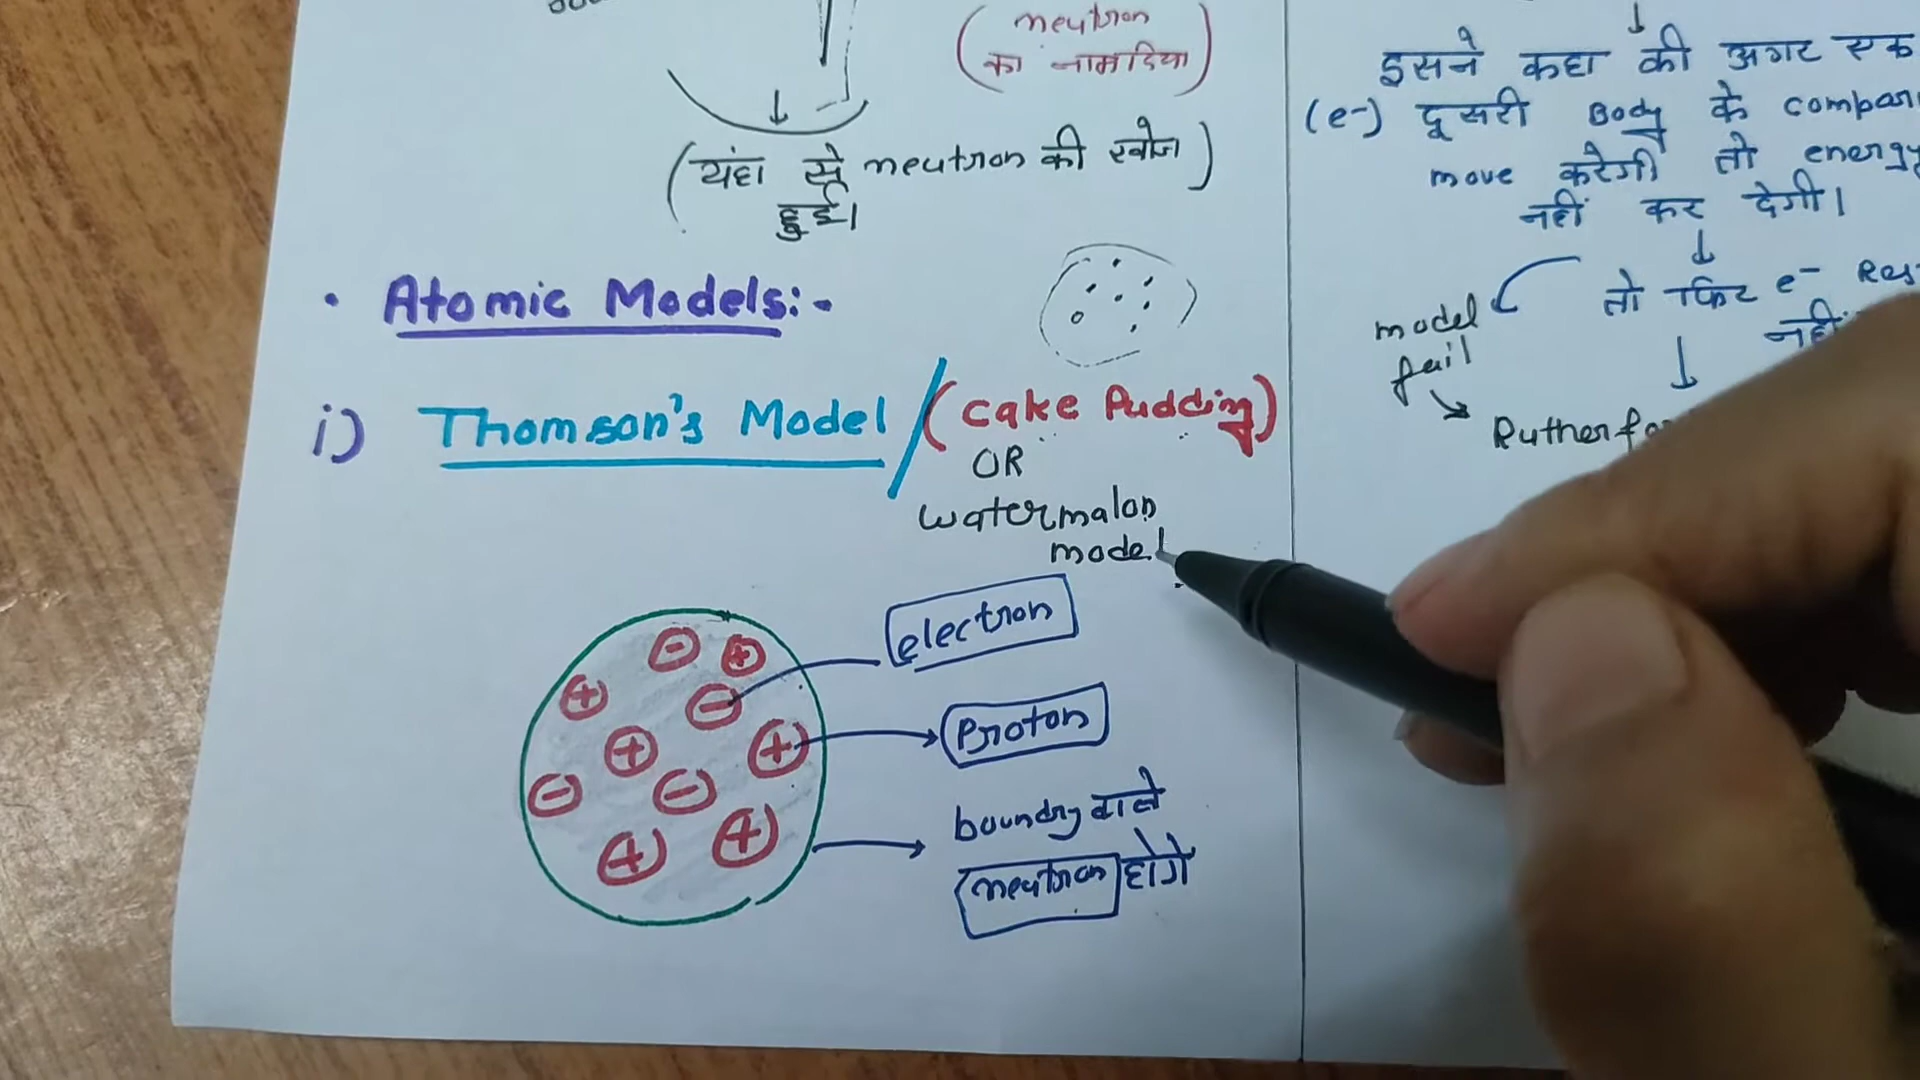 (neutron
का नाम दिया)
(यंहा से neutron की खोज)
हुई।
• Atomic Models:-
i) Thomson's Model / (Cake Pudding)
OR
Watermalon
model
electron
Proton
boundry वाले
neutron होगे
इसने कहा की अगर एक
(e-) दूसरी Body के compar
move करेगी तो energy
नहीं कर देगी।
तो फिर e- Res
नहीं
model
fail
Rutherfo